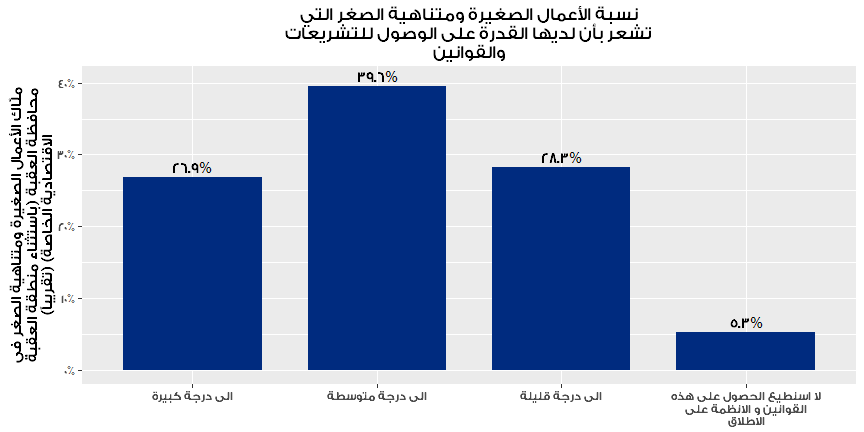 نسبة الأعمال الصغيرة ومتناهية الصغر التي
تشعر بأن لديها القدرة على الوصول للتشريعات
والقوانين
ملّاك الأعمال الصغيرة ومتناهية الصغر في
محافظة العقبة (باستثناء منطقة العقبة
الاقتصادية الخاصة) (تقريباً)
٤٠%
٣٠%
٢٠%
١٠%
٠%
٢٦.٩%
٣٩.٦%
٢٨.٣%
٥.٣%
الى درجة كبيرة
الى درجة متوسطة
الى درجة قليلة
لا استطيع الحصول على هذه
القوانين و الانظمة على
الاطلاق